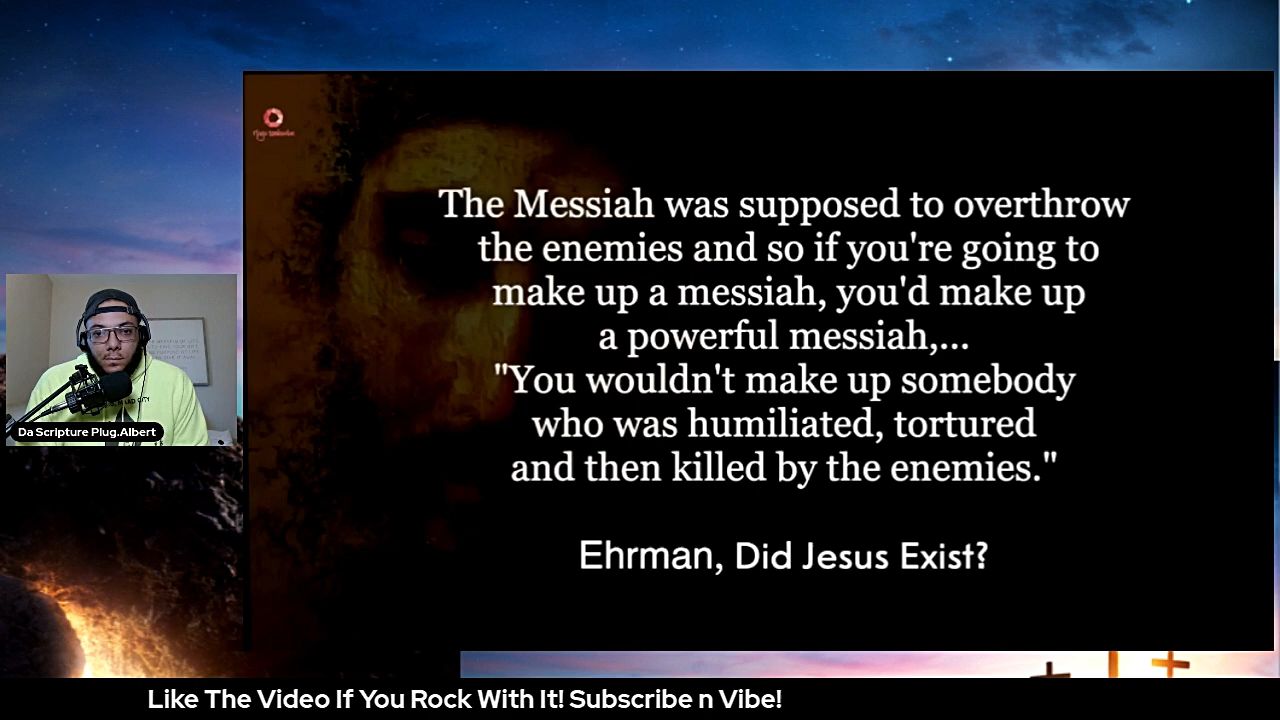 The Messiah was supposed to overthrow
the enemies and so if you're going to
make up a messiah, you'd make up
a powerful messiah,...
"You wouldn't make up somebody
who was humiliated, tortured
and then killed by the enemies."
Ehrman, Did Jesus Exist?
Da Scripture Plug.Albert
Like The Video If You Rock With It! Subscribe n Vibe!